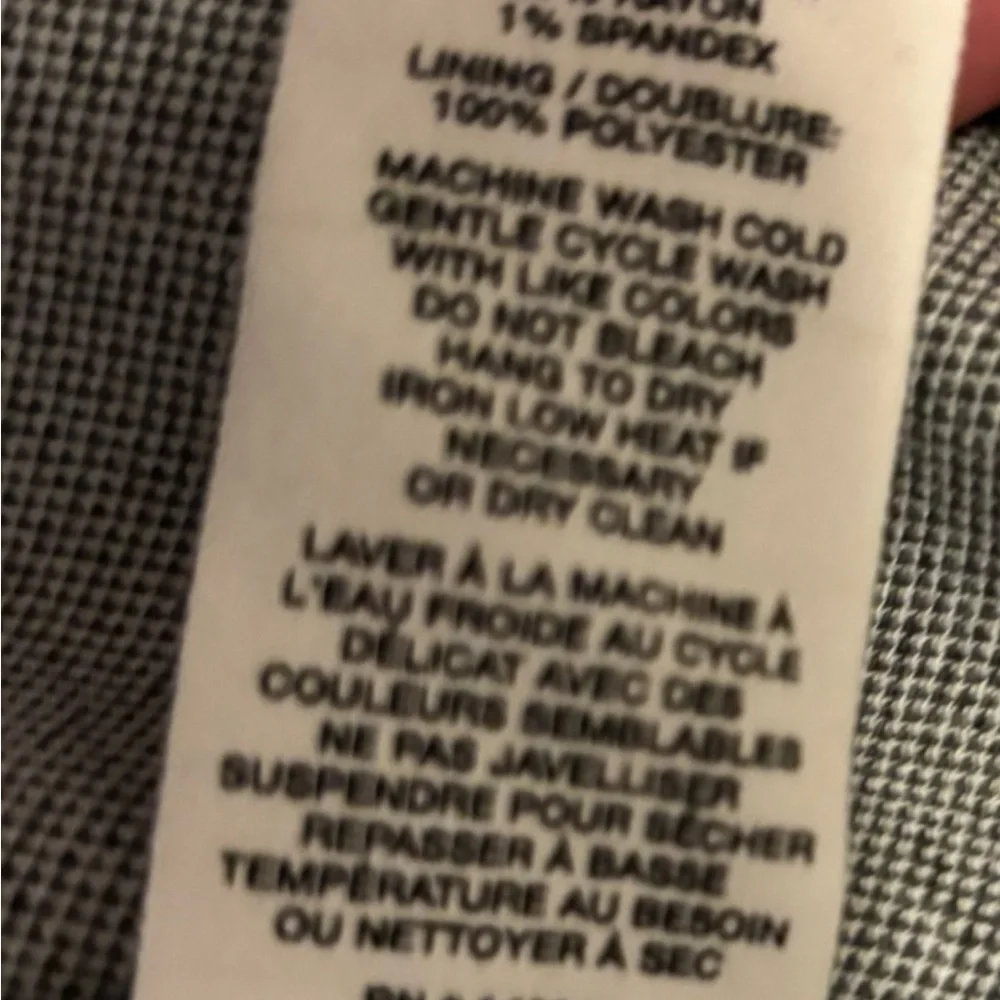 RAYON
1% SPANDEX
LINING / DOUBLURE:
100% POLYESTER
MACHINE WASH COLD
GENTLE CYCLE WASH
WITH LIKE COLORS
DO NOT BLEACH
HANG TO DRY
IRON LOW HEAT IF
NECESSARY
OR DRY CLEAN
LAVER À LA MACHINE À
L'EAU FROIDE AU CYCLE
DÉLICAT AVEC DES
COULEURS SEMBLABLES
NE PAS JAVELLISER
SUSPENDRE POUR SÉCHER
REPASSER À BASSE
TEMPÉRATURE AU BESOIN
OU NETTOYER À SEC